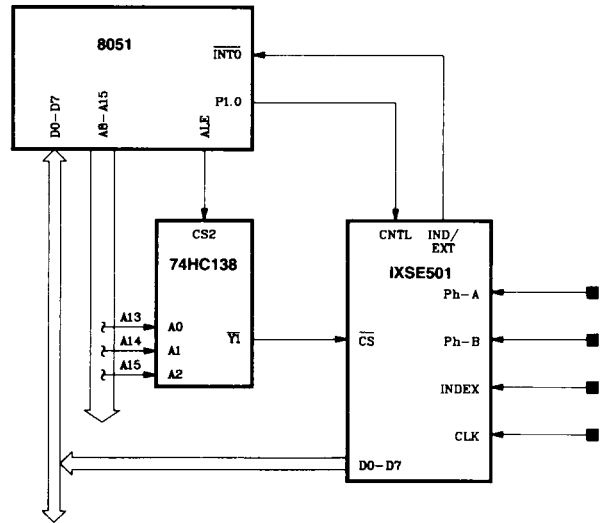 8051
INT0
P1.0
D0-D7
A8-A15
ALE
CS2
74HC138
A13
A0
A14
A1
A15
A2
Y1
CNTL
IND/
EXT
IXSE501
Ph-A
CS
Ph-B
INDEX
CLK
D0-D7